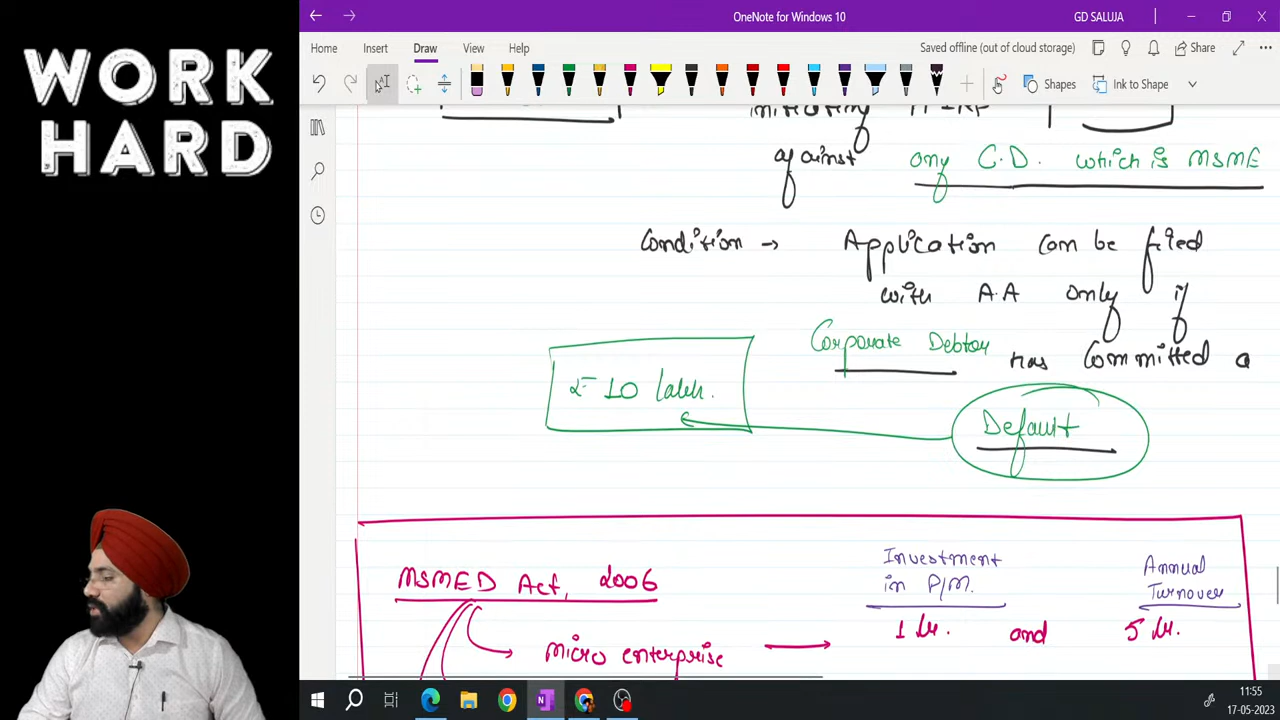 WORK
HARD
OneNote for Windows 10
GD SALUJA
Home Insert Draw View Help
Saved offline (out of cloud storage)
Share
Shapes
Ink to Shape
initiating
against any C.D. which is MSME
Condition → Application can be filed
with A.A only if
Corporate Debtor has Committed a
10 lakh.
Default
MSMED Act, 2006
Investment
in P/M.
Annual
Turnover
micro enterprise → 1 cr. and 5 cr.
11:55
17-05-2023